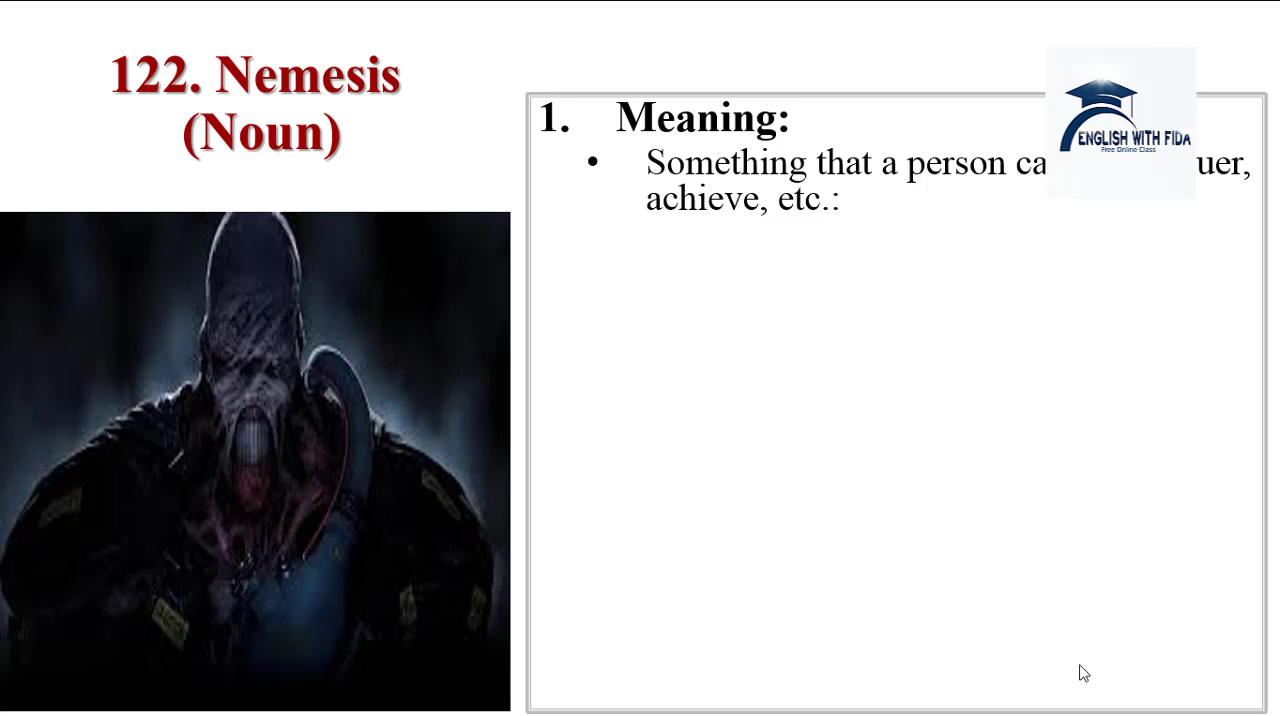 122. Nemesis
(Noun)
ENGLISH WITH FIDA
Free Online Class
1. Meaning:
• Something that a person ca uer,
achieve, etc.: